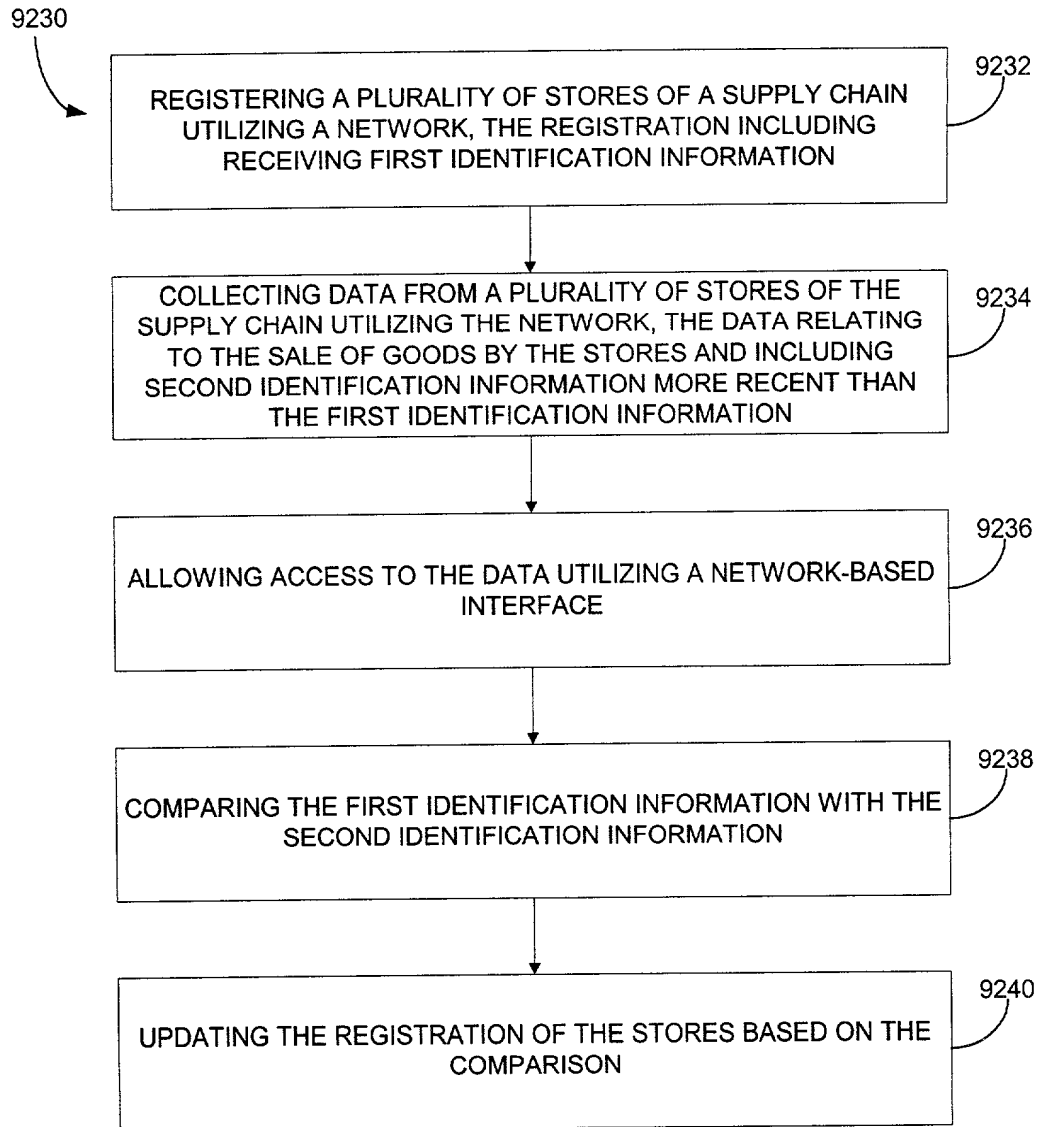 9230
9232
REGISTERING A PLURALITY OF STORES OF A SUPPLY CHAIN
UTILIZING A NETWORK, THE REGISTRATION INCLUDING
RECEIVING FIRST IDENTIFICATION INFORMATION
9234
COLLECTING DATA FROM A PLURALITY OF STORES OF THE
SUPPLY CHAIN UTILIZING THE NETWORK, THE DATA RELATING
TO THE SALE OF GOODS BY THE STORES AND INCLUDING
SECOND IDENTIFICATION INFORMATION MORE RECENT THAN
THE FIRST IDENTIFICATION INFORMATION
9236
ALLOWING ACCESS TO THE DATA UTILIZING A NETWORK-BASED
INTERFACE
9238
COMPARING THE FIRST IDENTIFICATION INFORMATION WITH THE
SECOND IDENTIFICATION INFORMATION
9240
UPDATING THE REGISTRATION OF THE STORES BASED ON THE
COMPARISON